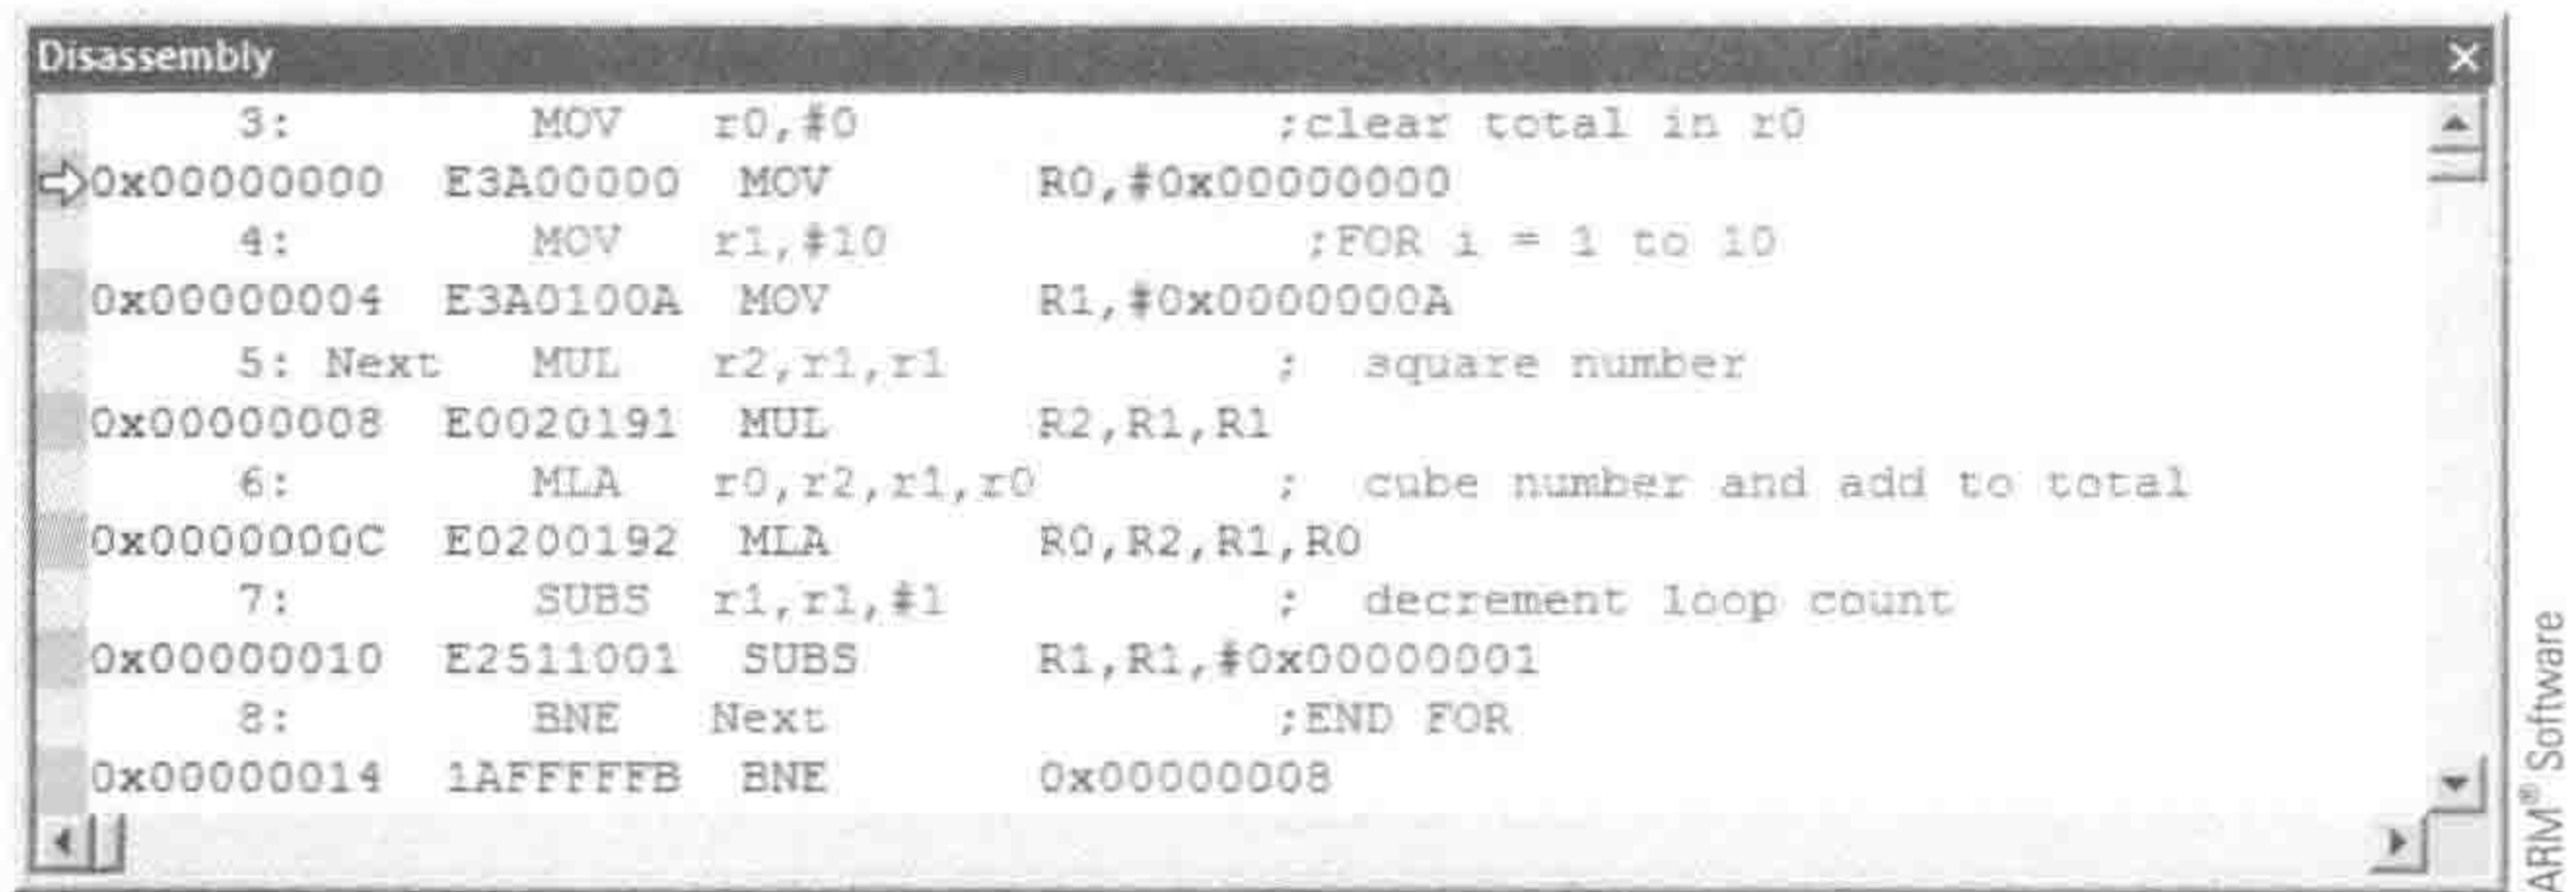 Disassembly
3: MOV r0,#0 ;clear total in r0
0x00000000 E3A00000 MOV R0,#0x00000000
4: MOV r1,#10 ;FOR i = 1 to 10
0x00000004 E3A0100A MOV R1,#0x0000000A
5: Next MUL r2,r1,r1 ; square number
0x00000008 E0020191 MUL R2,R1,R1
6: MLA r0,r2,r1,r0 ; cube number and add to total
0x0000000C E0200192 MLA R0,R2,R1,R0
7: SUBS r1,r1,#1 ; decrement loop count
0x00000010 E2511001 SUBS R1,R1,#0x00000001
8: BNE Next ;END FOR
0x00000014 1AFFFFFB BNE 0x00000008
ARM® Software